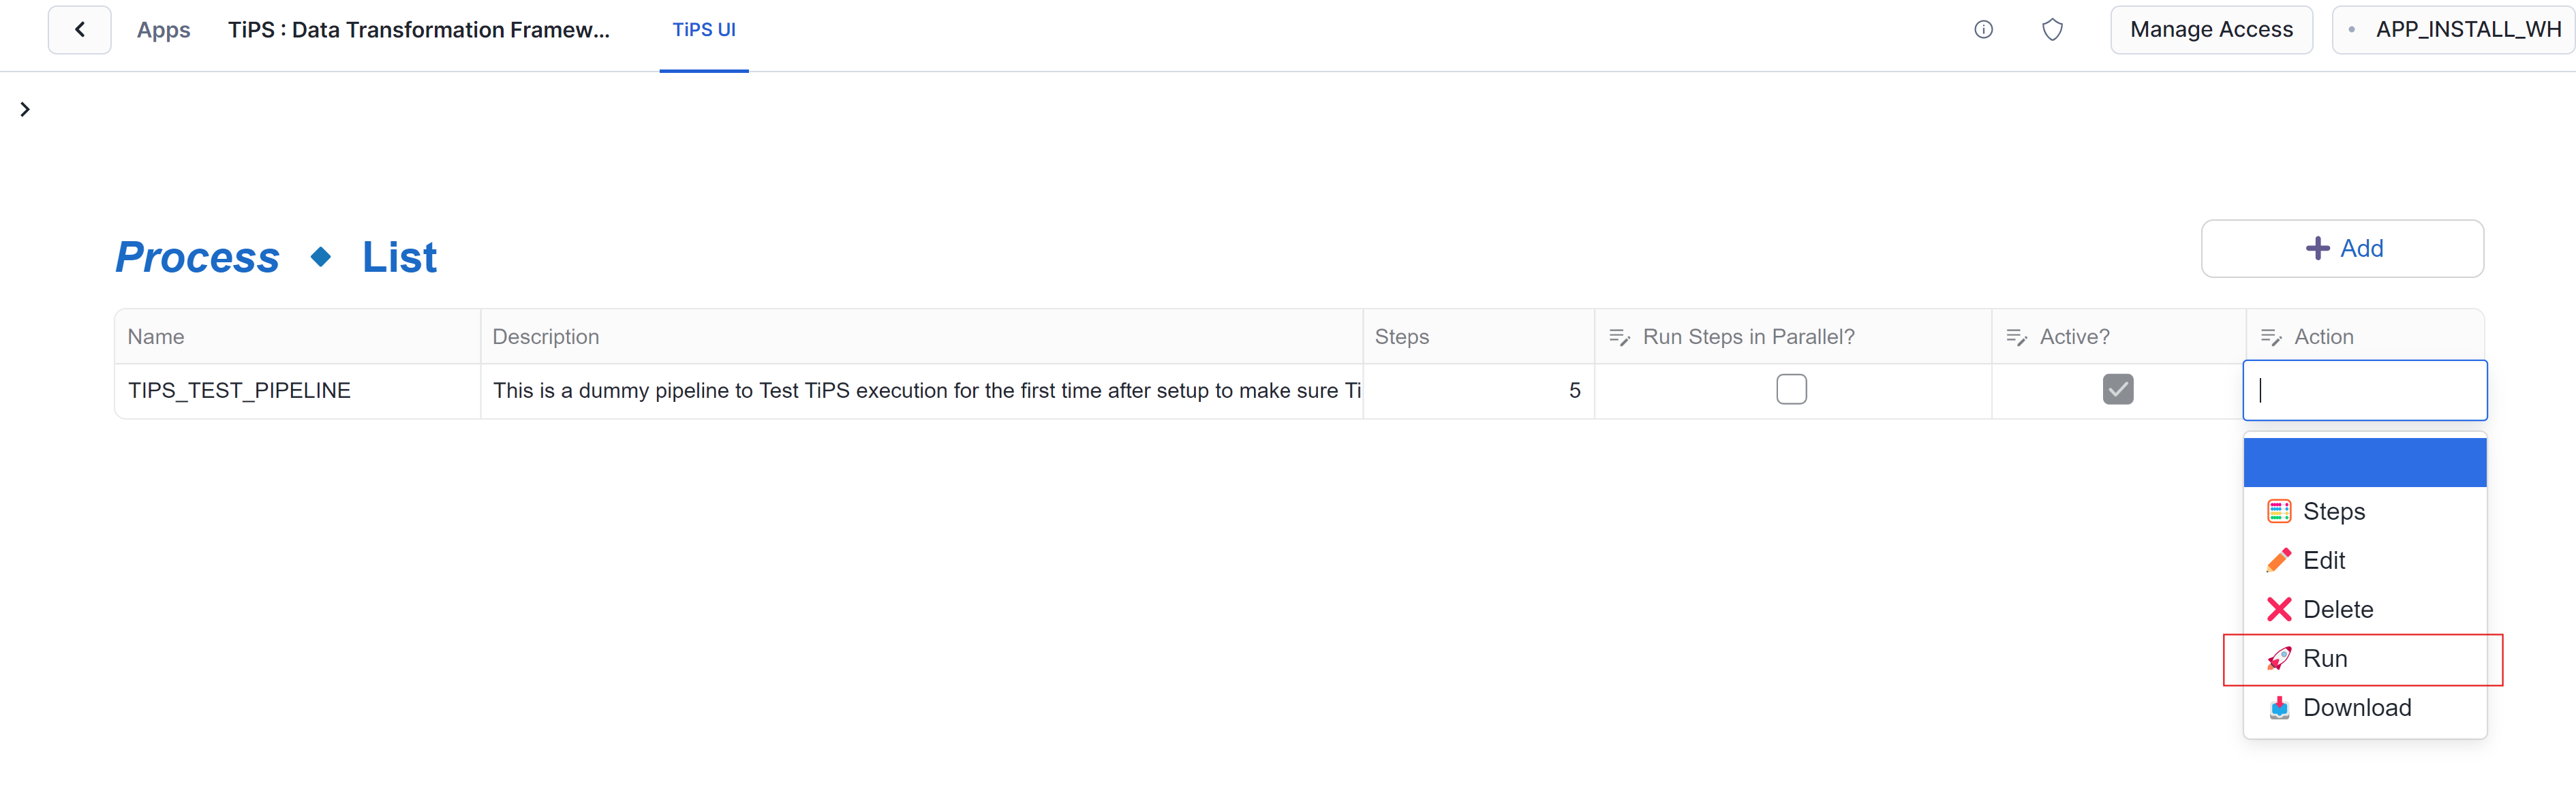 Apps TiPS : Data Transformation Framew... TiPS UI Manage Access APP_INSTALL_WH
Process List
Add
Name Description Steps Run Steps in Parallel? Active? Action
TIPS_TEST_PIPELINE This is a dummy pipeline to Test TiPS execution for the first time after setup to make sure Ti 5
Steps
Edit
Delete
Run
Download